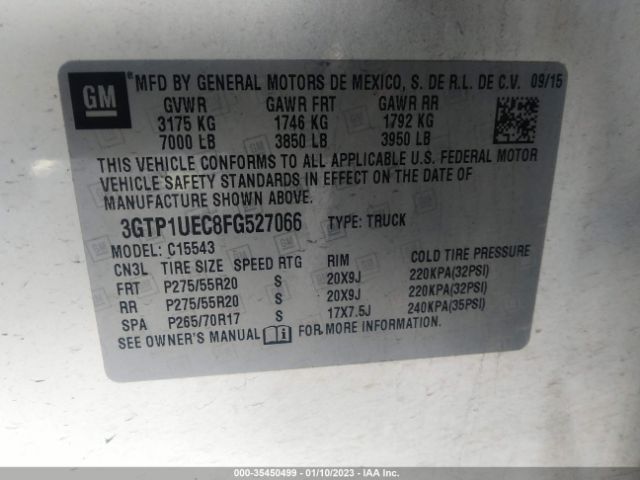 GM
® MFD BY GENERAL MOTORS DE MEXICO, S. DE R.L. DE C.V. 09/15
GVWR GAWR FRT GAWR RR
3175 KG 1746 KG 1792 KG
7000 LB 3850 LB 3950 LB
THIS VEHICLE CONFORMS TO ALL APPLICABLE U.S. FEDERAL MOTOR
VEHICLE SAFETY STANDARDS IN EFFECT ON THE DATE OF
MANUFACTURE SHOWN ABOVE.
3GTP1UEC8FG527066 TYPE: TRUCK
MODEL: C15543
CN3L TIRE SIZE SPEED RTG RIM COLD TIRE PRESSURE
FRT P275/55R20 S 20X9J 220KPA(32PSI)
RR P275/55R20 S 20X9J 220KPA(32PSI)
SPA P265/70R17 S 17X7.5J 240KPA(35PSI)
SEE OWNER'S MANUAL FOR MORE INFORMATION.
000-35450499 - 01/10/2023 - IAA Inc.